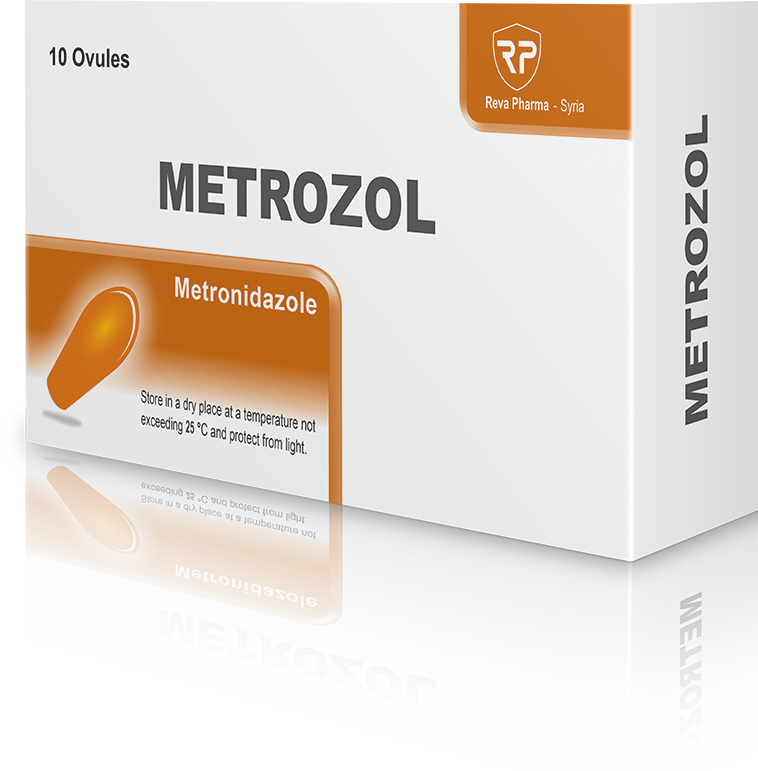 10 Ovules
RP
Reva Pharma - Syria
METROZOL
Metronidazole
Store in a dry place at a temperature not
exceeding 25 °C and protect from light.
METROZOL